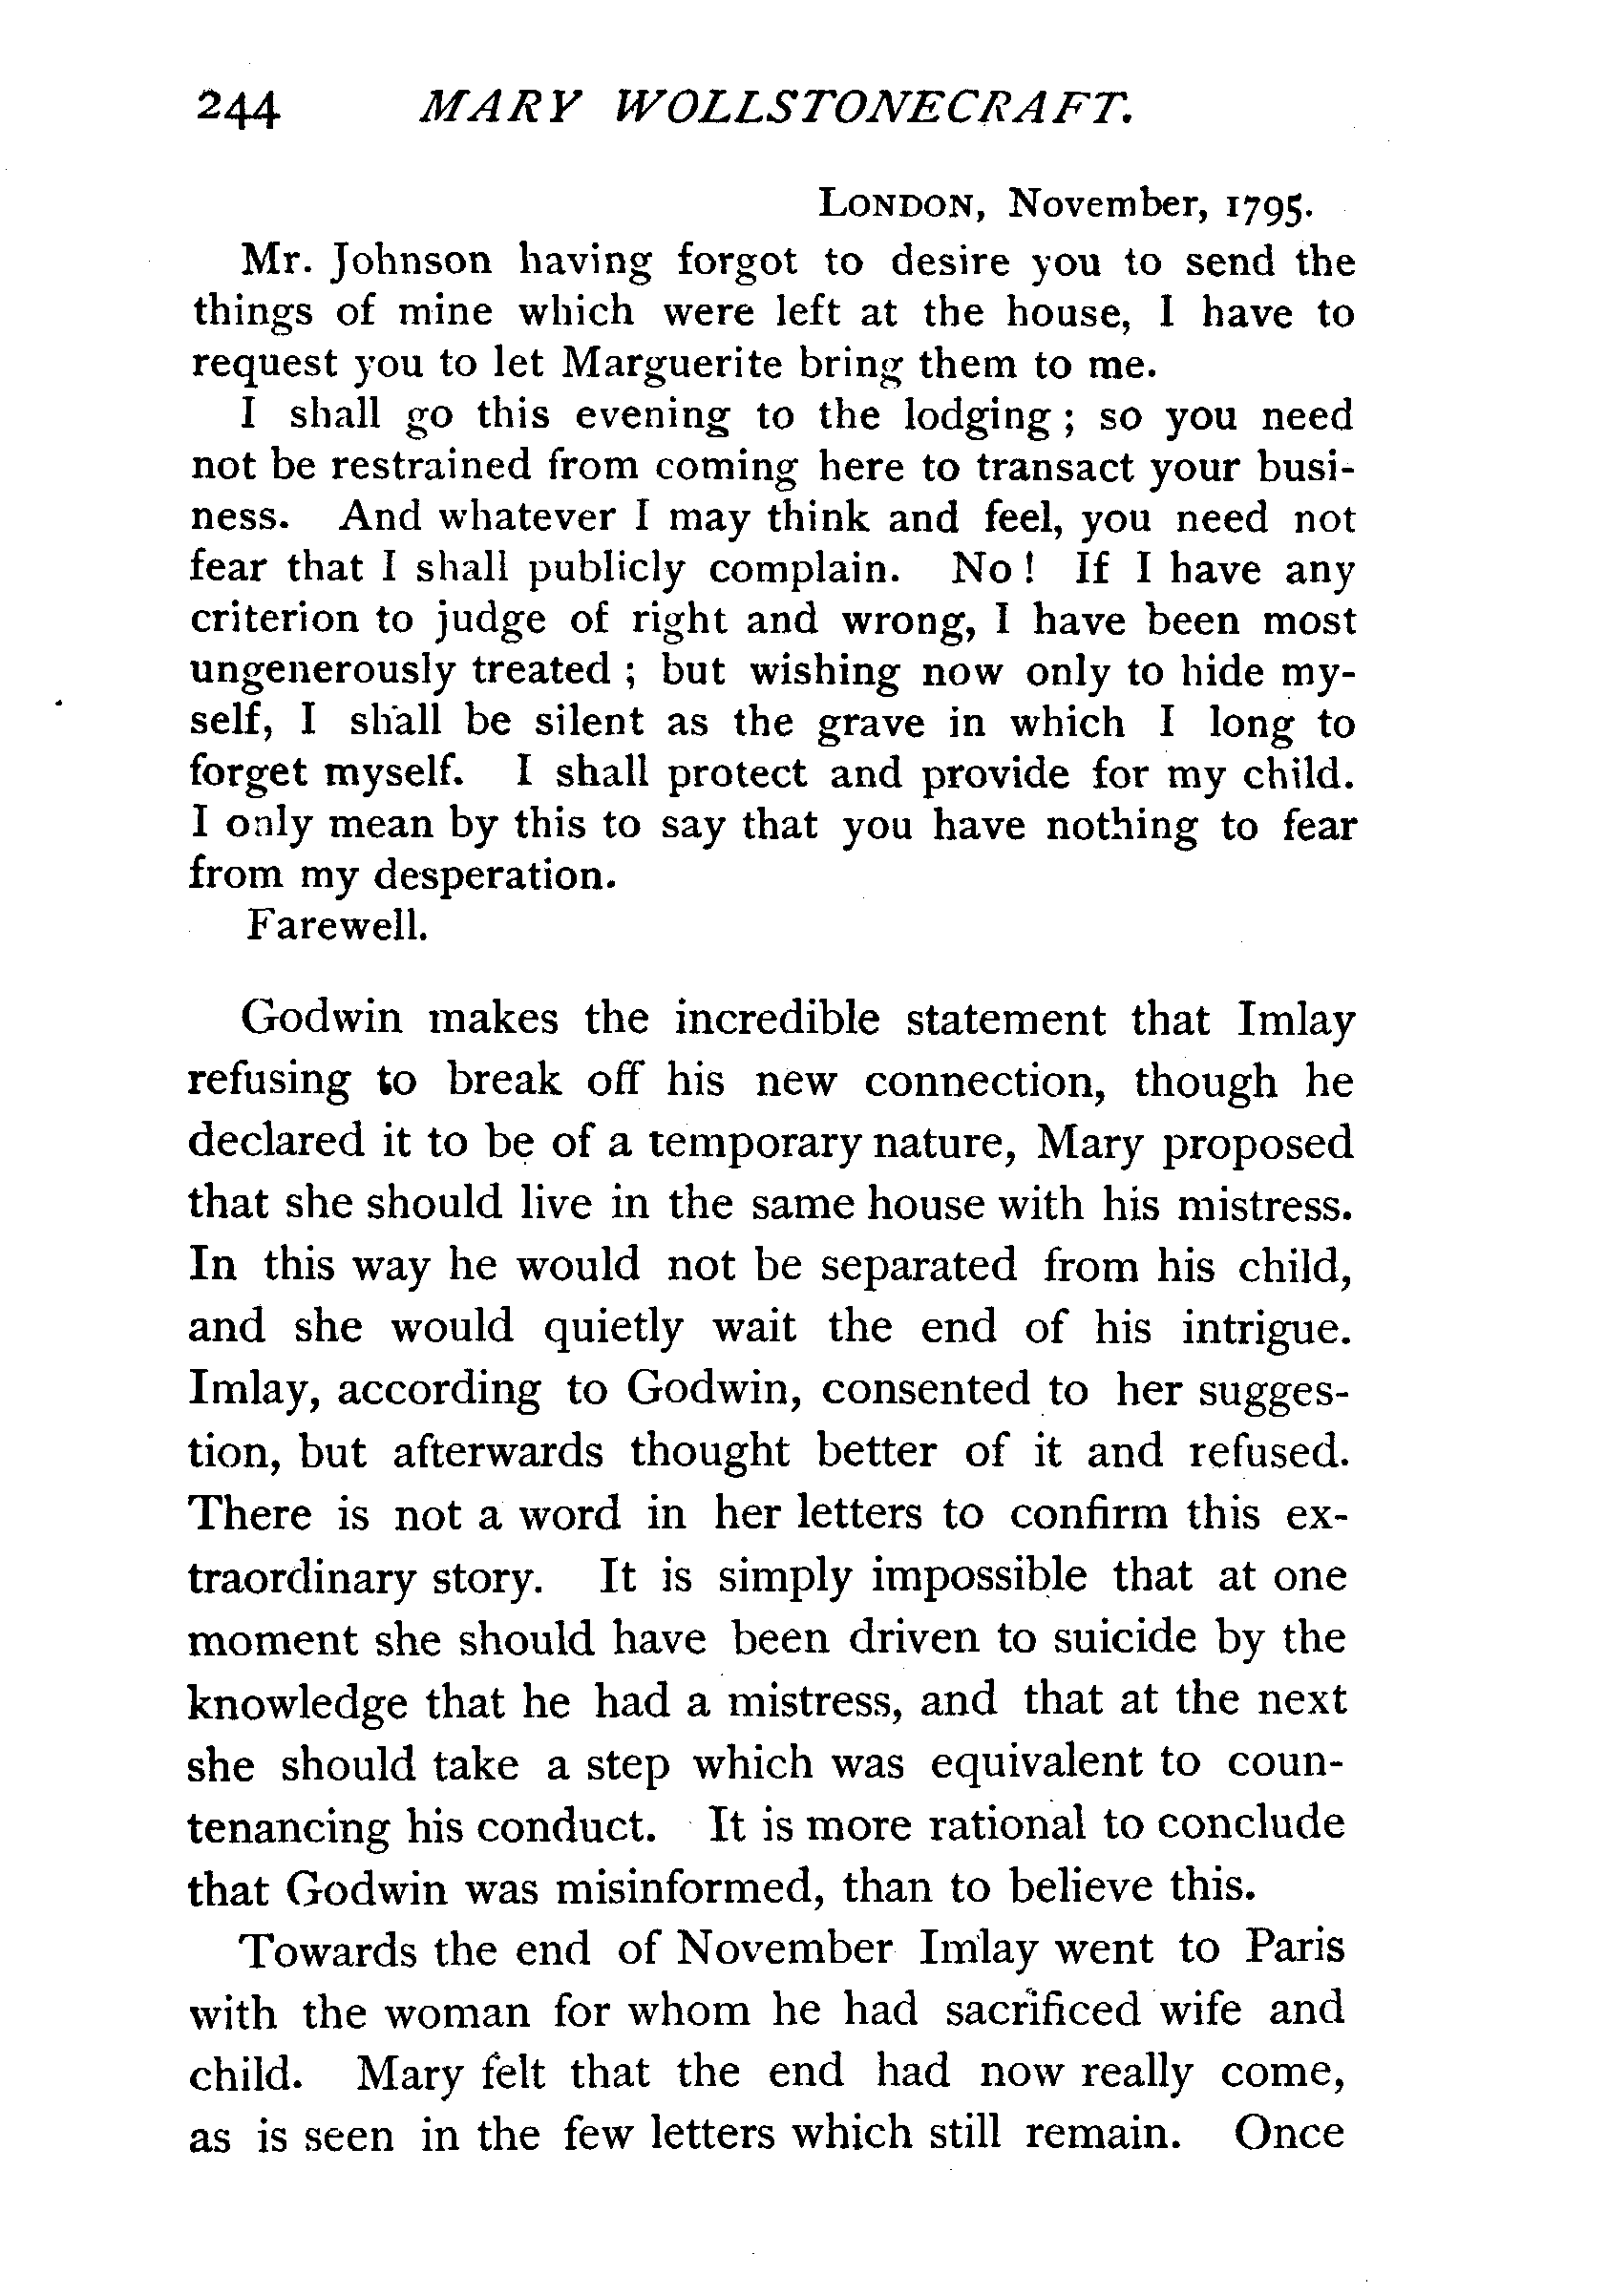 244 MARY WOLLSTONECRAFT.
LONDON, November, 1795.
Mr. Johnson having forgot to desire you to send the
things of mine which were left at the house, I have to
request you to let Marguerite bring them to me.
I shall go this evening to the lodging ; so you need
not be restrained from coming here to transact your busi-
ness. And whatever I may think and feel, you need not
fear that I shall publicly complain. No ! If I have any
criterion to judge of right and wrong, I have been most
ungenerously treated ; but wishing now only to hide my-
self, I shall be silent as the grave in which I long to
forget myself. I shall protect and provide for my child.
I only mean by this to say that you have nothing to fear
from my desperation.
Farewell.
Godwin makes the incredible statement that Imlay
refusing to break off his new connection, though he
declared it to be of a temporary nature, Mary proposed
that she should live in the same house with his mistress.
In this way he would not be separated from his child,
and she would quietly wait the end of his intrigue.
Imlay, according to Godwin, consented to her sugges-
tion, but afterwards thought better of it and refused.
There is not a word in her letters to confirm this ex-
traordinary story. It is simply impossible that at one
moment she should have been driven to suicide by the
knowledge that he had a mistress, and that at the next
she should take a step which was equivalent to coun-
tenancing his conduct. It is more rational to conclude
that Godwin was misinformed, than to believe this.
Towards the end of November Imlay went to Paris
with the woman for whom he had sacrificed wife and
child. Mary felt that the end had now really come,
as is seen in the few letters which still remain. Once